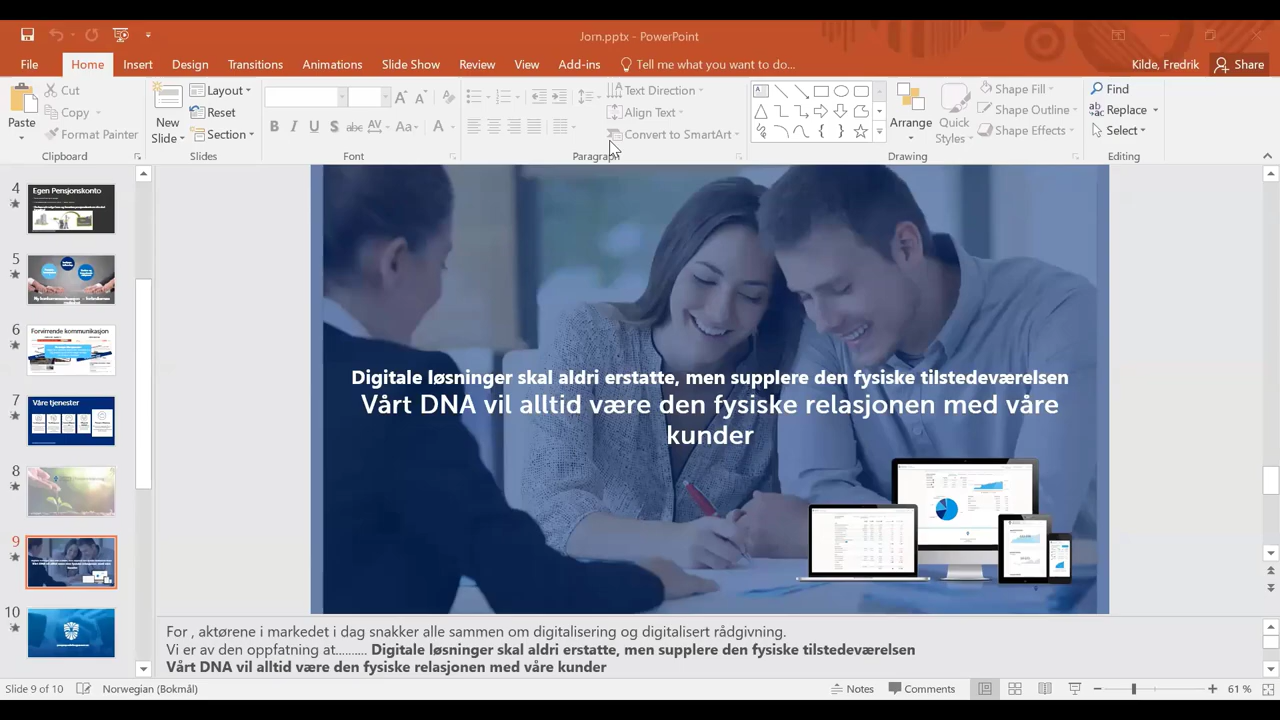 Jorn.pptx - PowerPoint
File Home Insert Design Transitions Animations Slide Show Review View Add-ins Tell me what you want to do... Kilde, Fredrik Share
Paste
Cut
Copy
Format Painter
Clipboard
New Slide
Layout
Reset
Section
Slides
B I U S abc AV Aa A
Font
Text Direction
Align Text
Convert to SmartArt
Paragraph
Arrange
Quick Styles
Shape Fill
Shape Outline
Shape Effects
Drawing
Find
Replace
Select
Editing
4
Egen Pensjonskonto
5
6
Forvirrende kommunikasjon
7
Våre tjenester
8
9
10
Digitale løsninger skal aldri erstatte, men supplere den fysiske tilstedeværelsen
Vårt DNA vil alltid være den fysiske relasjonen med våre
kunder
For , aktørene i markedet i dag snakker alle sammen om digitalisering og digitalisert rådgivning.
Vi er av den oppfatning at.......... Digitale løsninger skal aldri erstatte, men supplere den fysiske tilstedeværelsen
Vårt DNA vil alltid være den fysiske relasjonen med våre kunder
Slide 9 of 10 Norwegian (Bokmål) Notes Comments 61 %